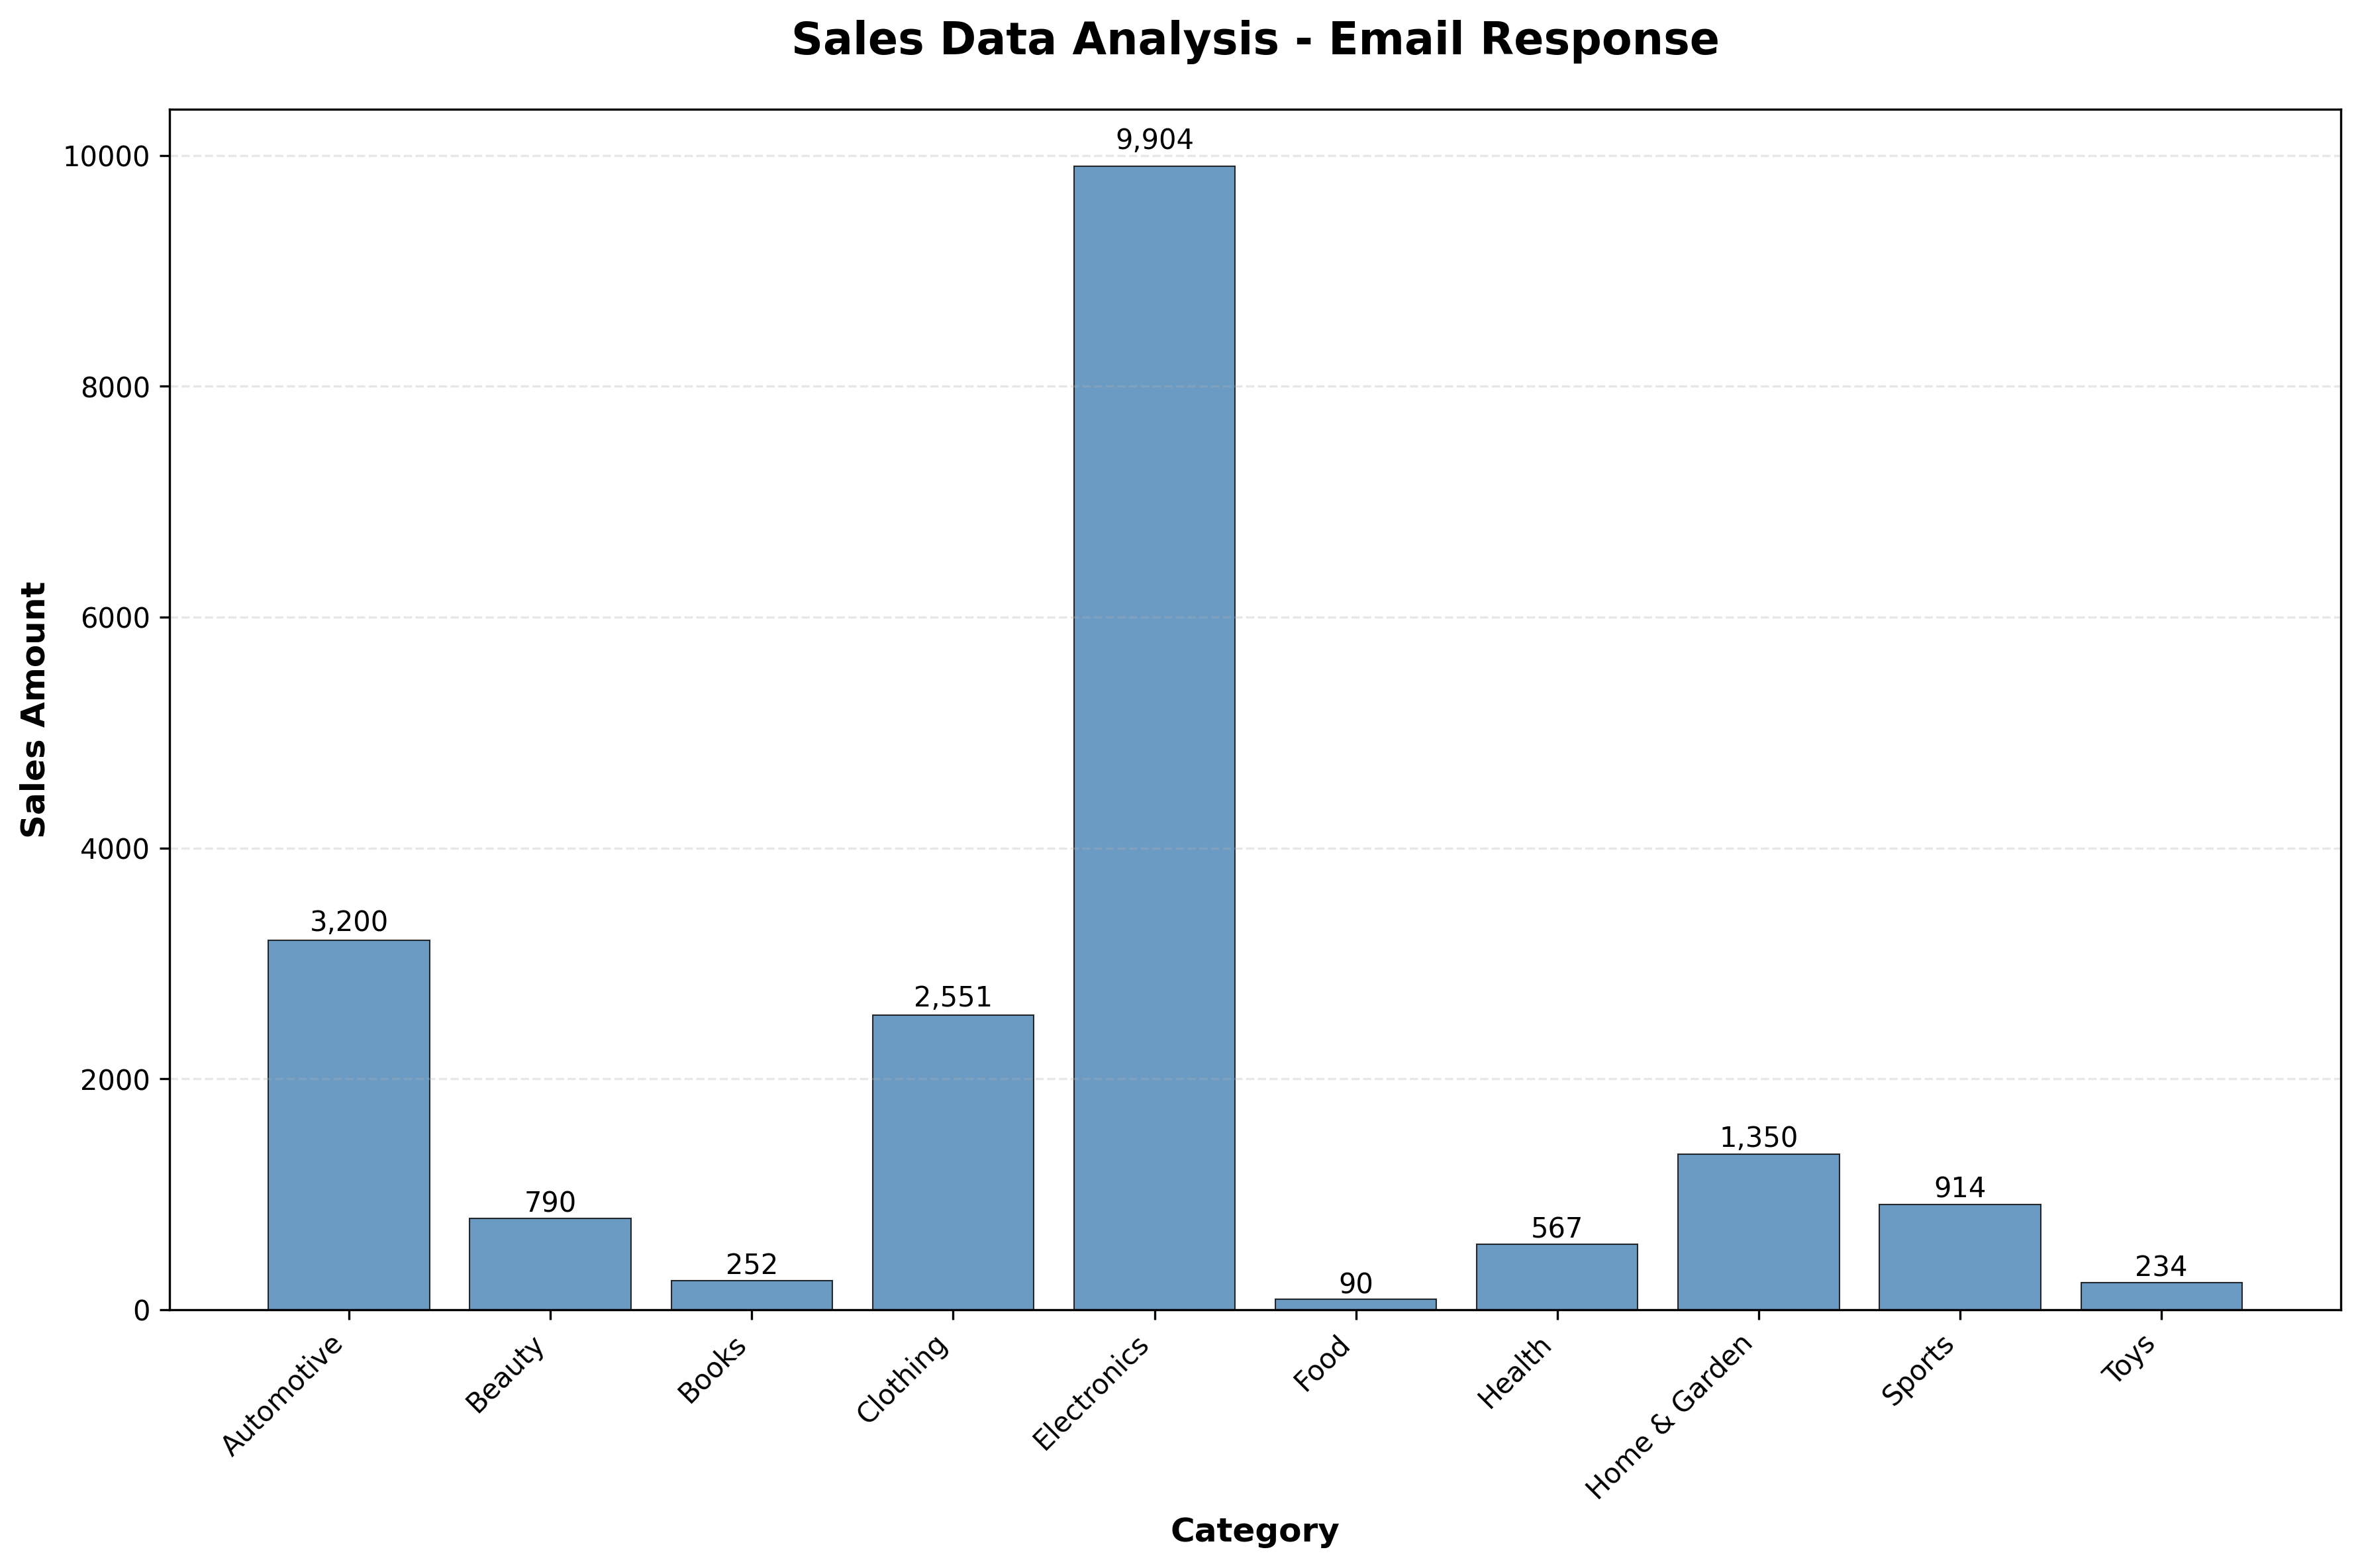 Sales Data Analysis - Email Response
Sales Amount
10000
8000
6000
4000
2000
0
3,200
790
252
2,551
9,904
90
567
1,350
914
234
Automotive
Beauty
Books
Clothing
Electronics
Food
Health
Home & Garden
Sports
Toys
Category